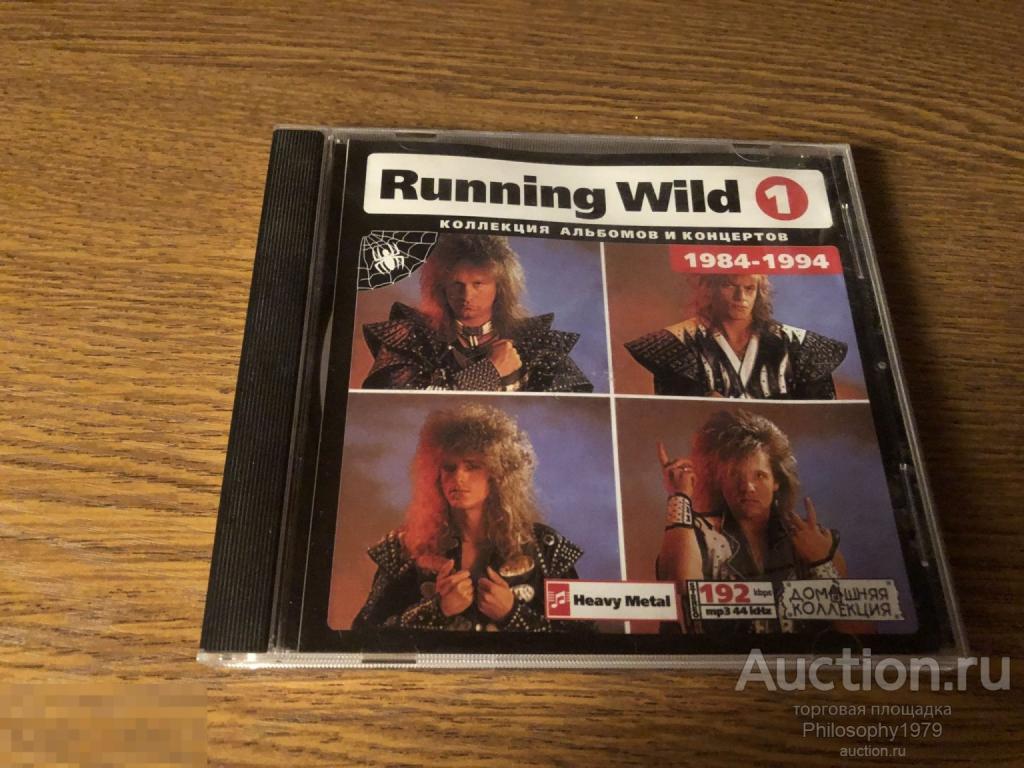 Running Wild 1
КОЛЛЕКЦИЯ АЛЬБОМОВ И КОНЦЕРТОВ
1984-1994
Heavy Metal
192 kbps
mp3 44 kHz
ДОМАШНЯЯ
КОЛЛЕКЦИЯ
Auction.ru
торговая площадка
Philosophy1979
auction.ru